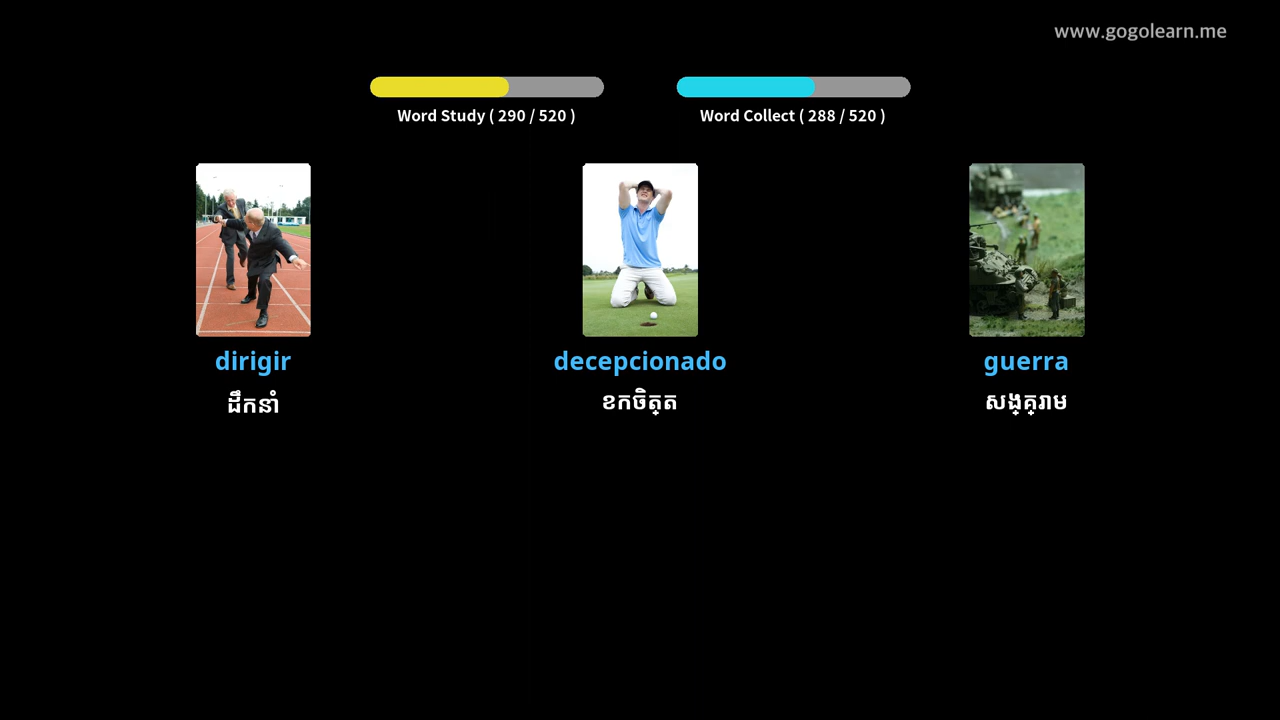 www.gogolearn.me
Word Study ( 290 / 520 )
Word Collect ( 288 / 520 )
dirigir
decepcionado
guerra
ដឹកនាំ
ខកចិត្ត
សង្គ្រាម